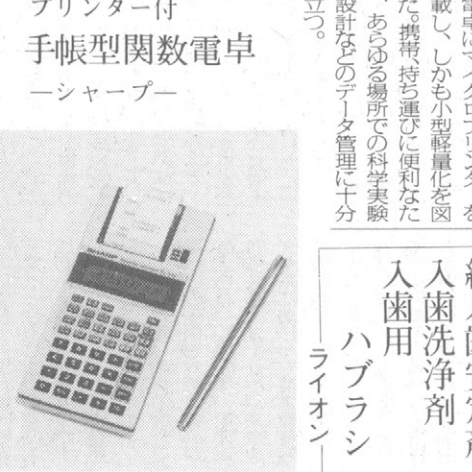 プリンター付
手帳型関数電卓
―シャープ―
載し、しかも小型軽量化を図
た。携帯、持ち運びに便利なた
、あらゆる場所での科学実験
設計などのデータ管理に十分
立つ。
SHARP
入歯洗浄剤
入歯用
ハブラシ
―ライオン―